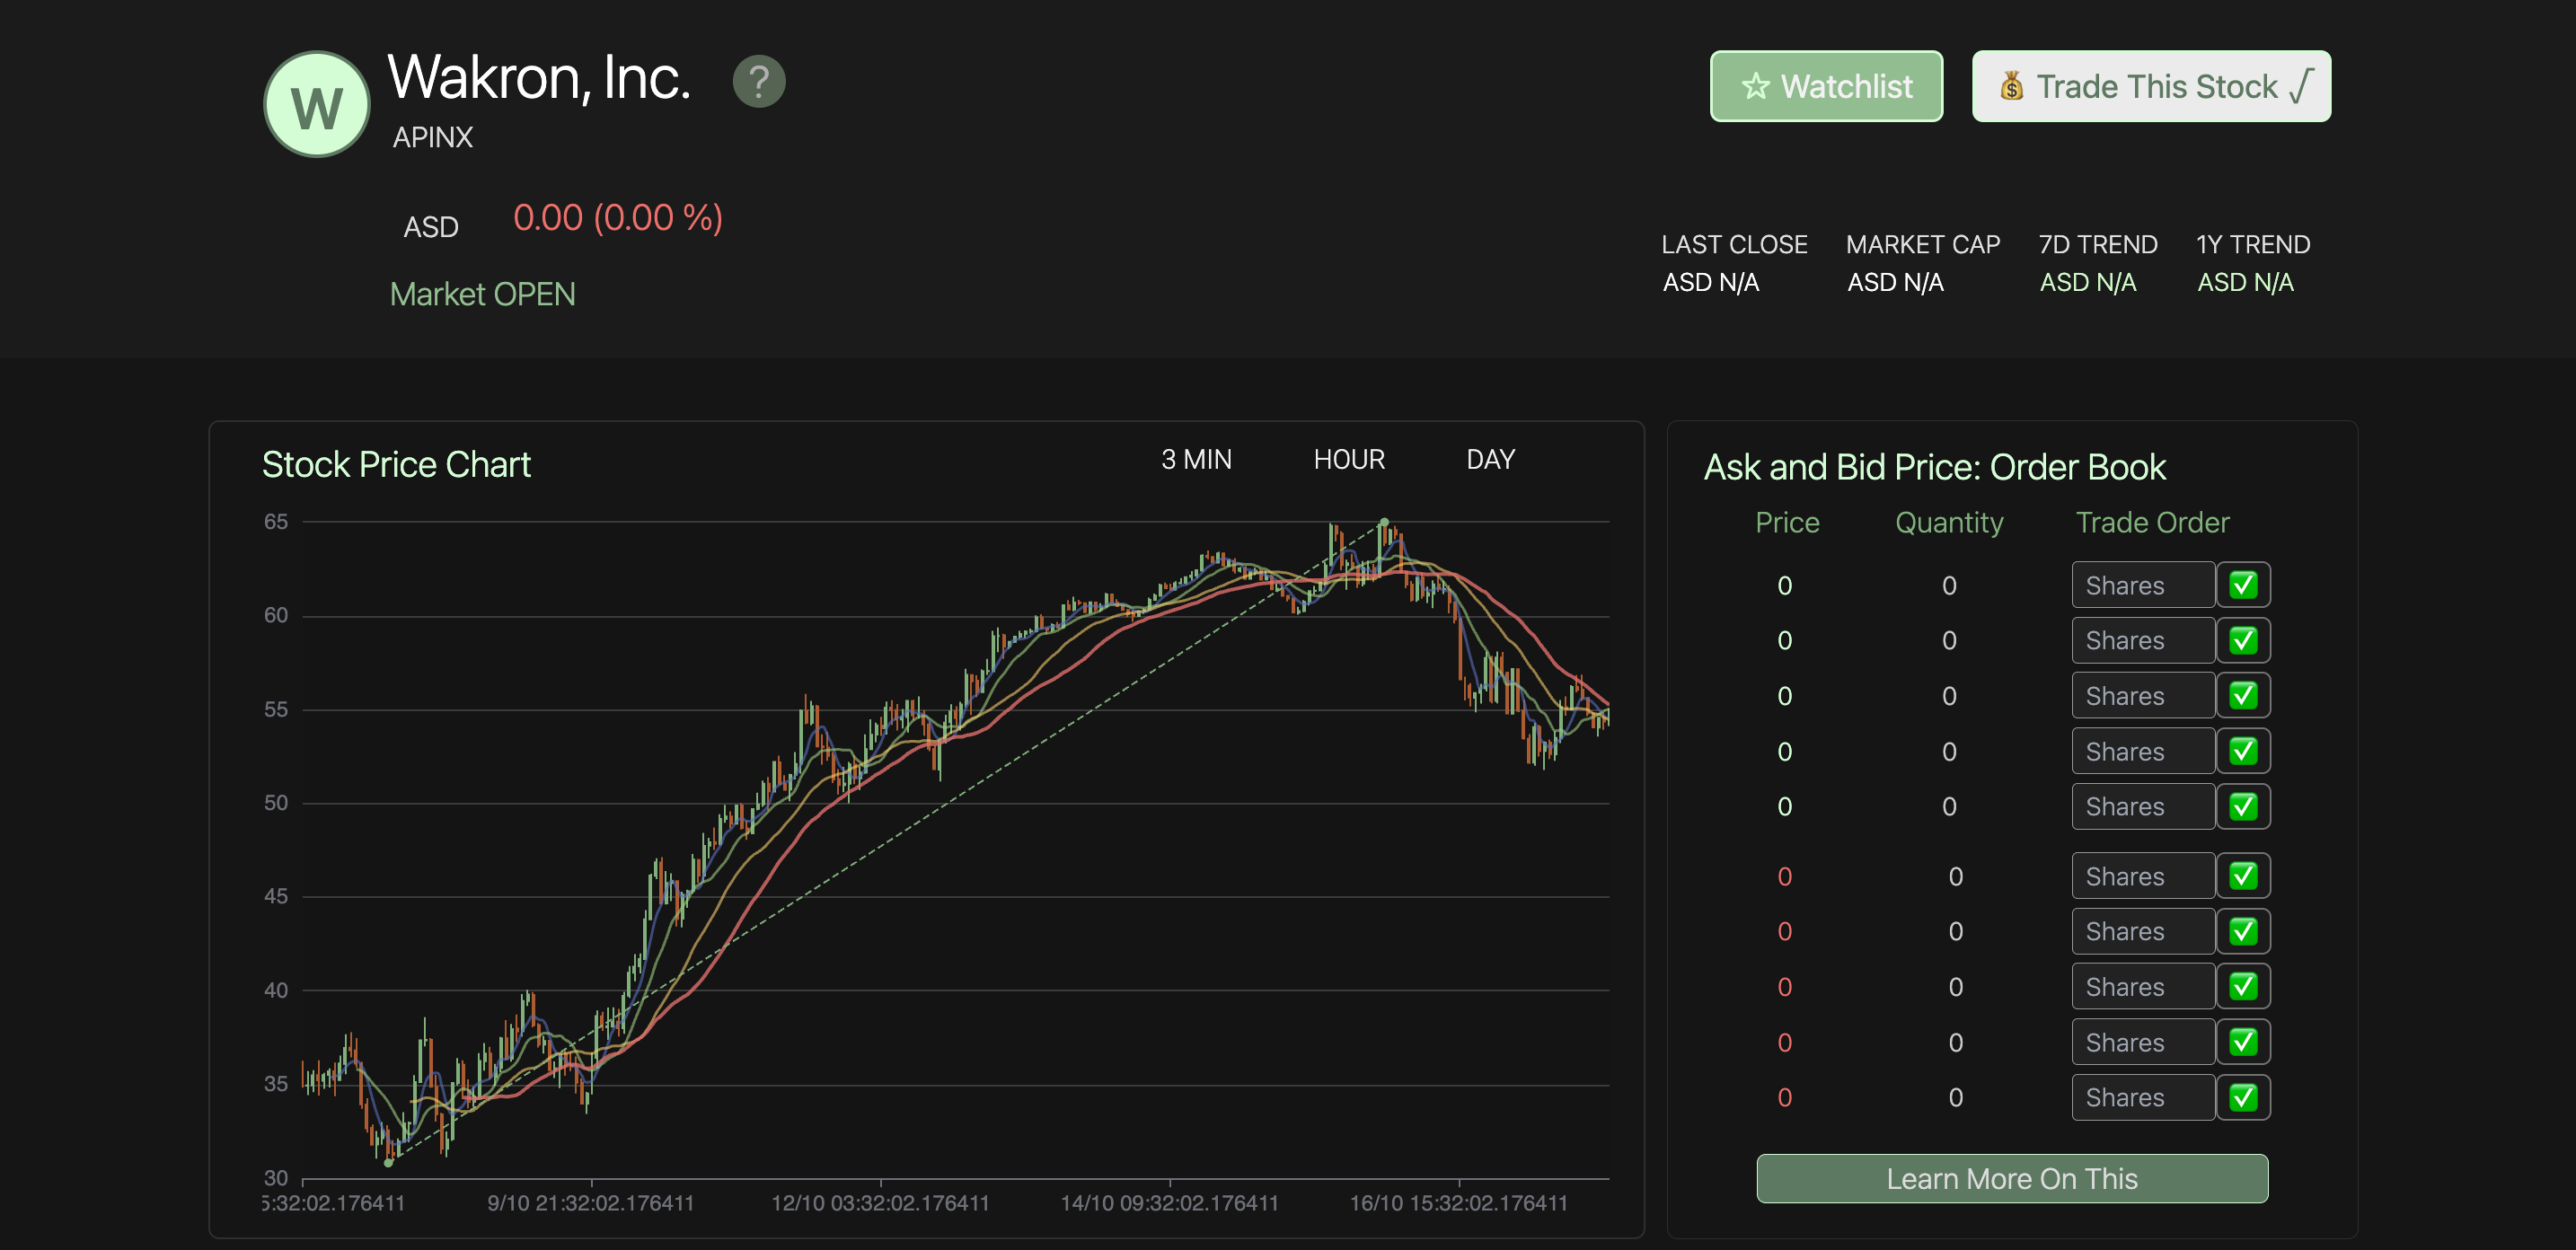 W
Wakron, Inc.
?
APINX
ASD 0.00 (0.00 %)
Market OPEN
☆ Watchlist
💰 Trade This Stock √
LAST CLOSE MARKET CAP 7D TREND 1Y TREND
ASD N/A ASD N/A ASD N/A ASD N/A
Stock Price Chart
3 MIN HOUR DAY
65
60
55
50
45
40
35
30
5:32:02.176411 9/10 21:32:02.176411 12/10 03:32:02.176411 14/10 09:32:02.176411 16/10 15:32:02.176411
Ask and Bid Price: Order Book
Price Quantity Trade Order
0 0 Shares ✅
0 0 Shares ✅
0 0 Shares ✅
0 0 Shares ✅
0 0 Shares ✅
0 0 Shares ✅
0 0 Shares ✅
0 0 Shares ✅
0 0 Shares ✅
0 0 Shares ✅
Learn More On This